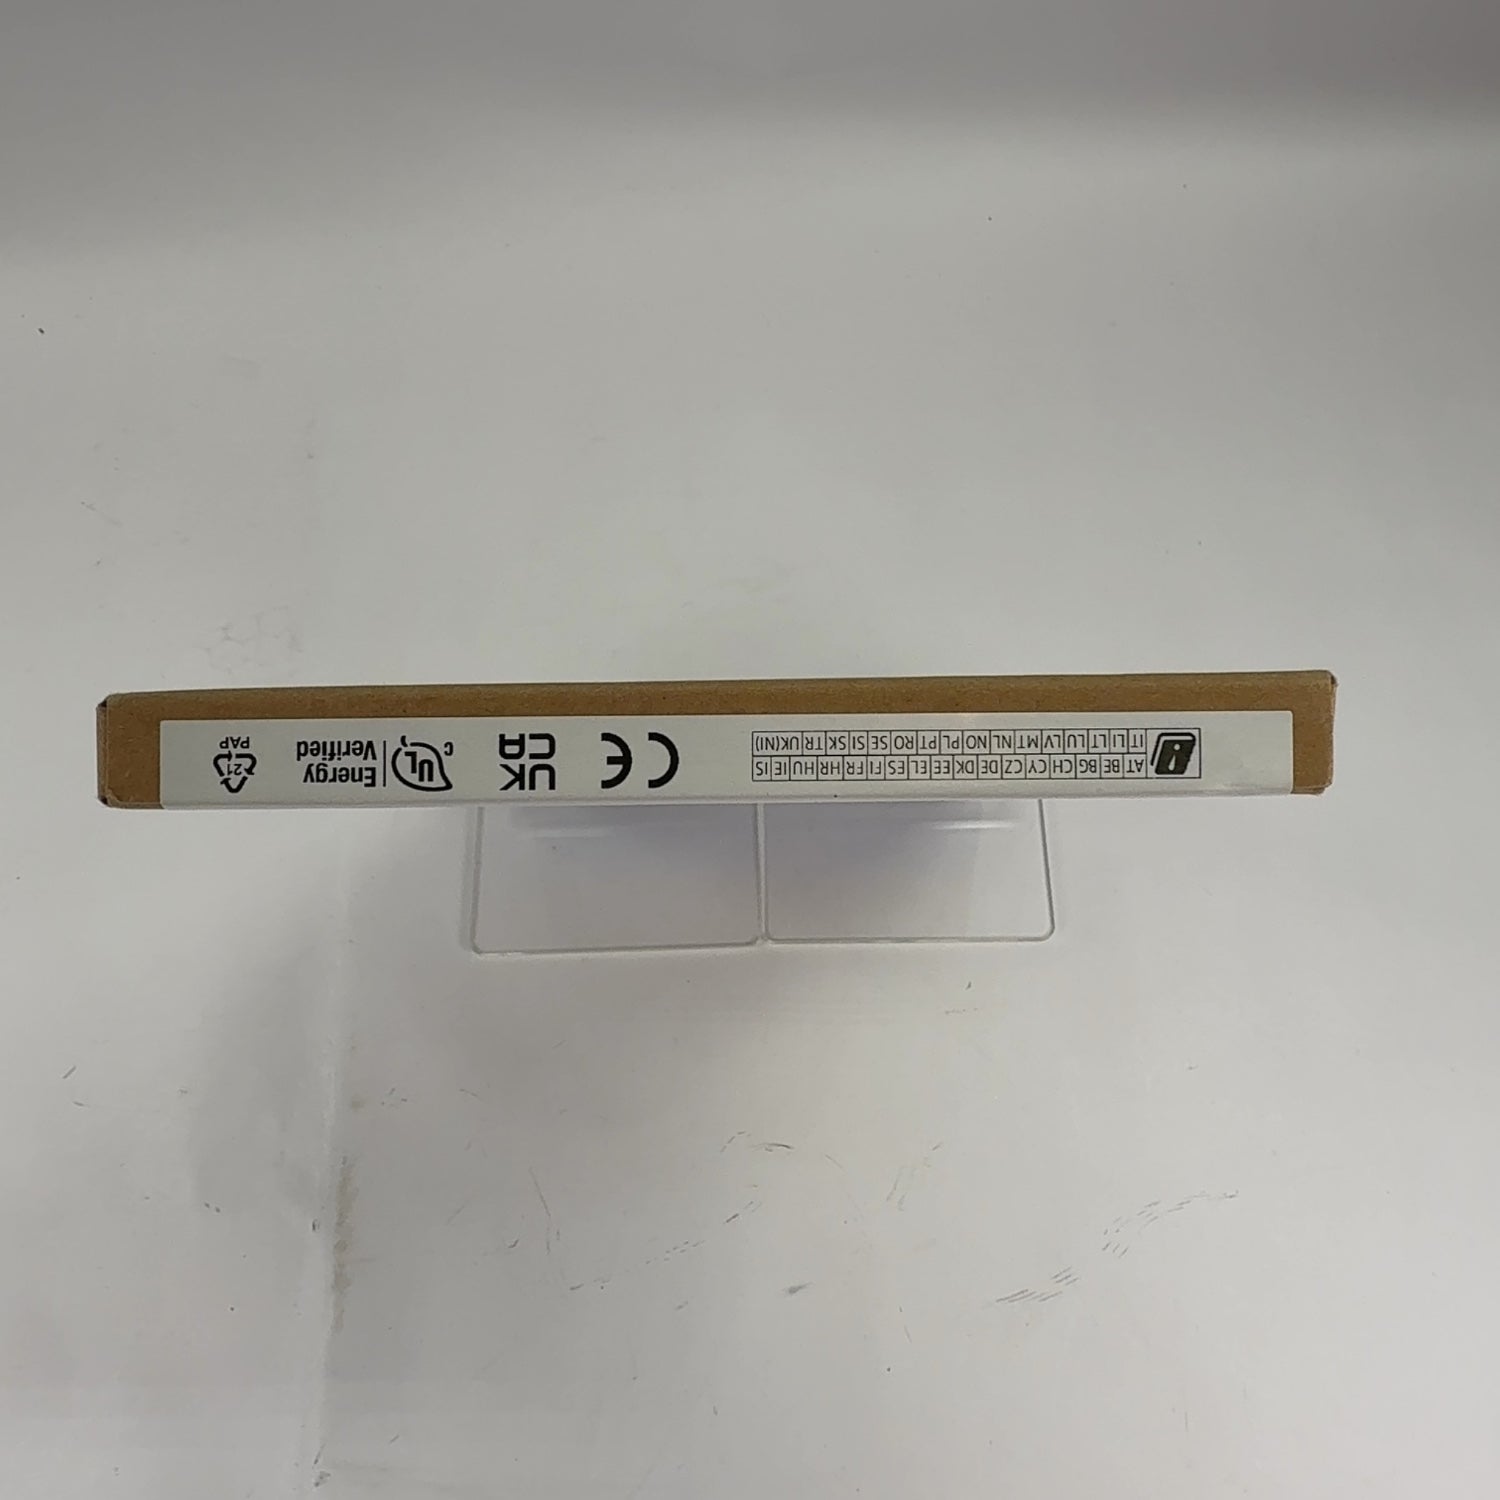 AT BE BG CH CY CZ DE DK EE EL ES FI FR HR HU IE IS
IT LI LT LU LV MT NL NO PL PT RO SE SI SK TR UK(NI)
CE
UK
CA
c UL
Energy
Verified
21
PAP